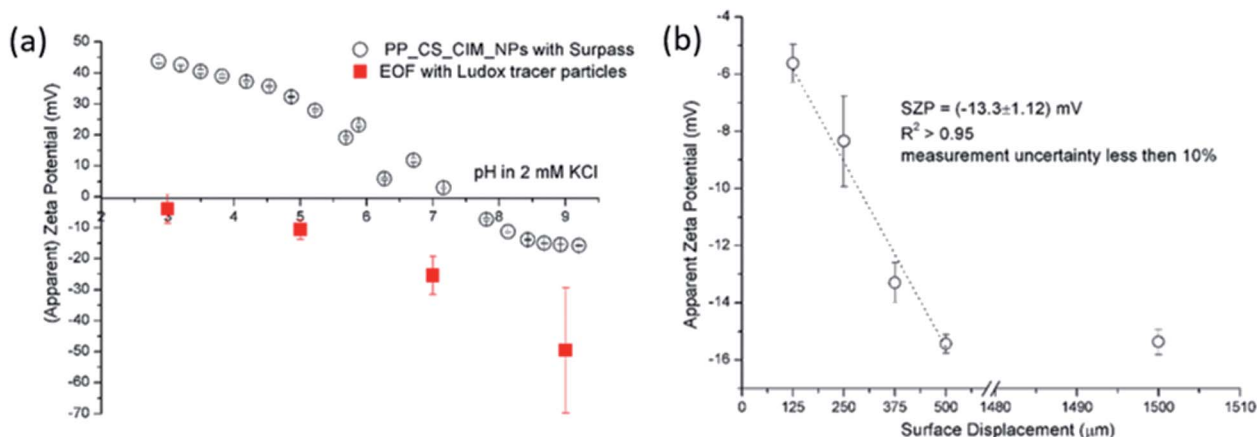 (a)
50
40
30
20
10
0
-10
-20
-30
-40
-50
-60
-70
(Apparent) Zeta Potential (mV)
PP_CS_CIM_NPs with Surpass
EOF with Ludox tracer particles
pH in 2 mM KCl
2 3 4 5 6 7 8 9
(b)
-4
-6
-8
-10
-12
-14
-16
Apparent Zeta Potential (mV)
SZP = (-13.3±1.12) mV
R² > 0.95
measurement uncertainty less then 10%
0 125 250 375 500 1480 1490 1500 1510
Surface Displacement (μm)